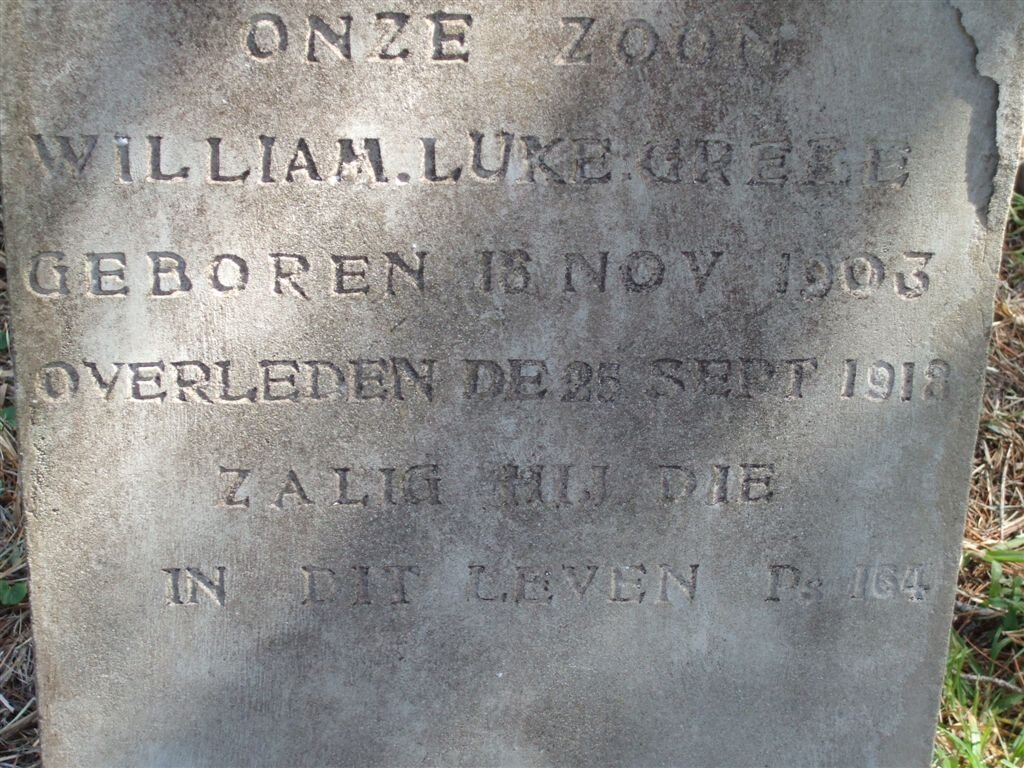 ONZE ZOON
WILLIAM. LUKE. GREEE
GEBOREN 18 NOV 1903
OVERLEDEN DE 25 SEPT 1918
ZALIG HIJ DIE
IN DIT LEVEN Ps 164